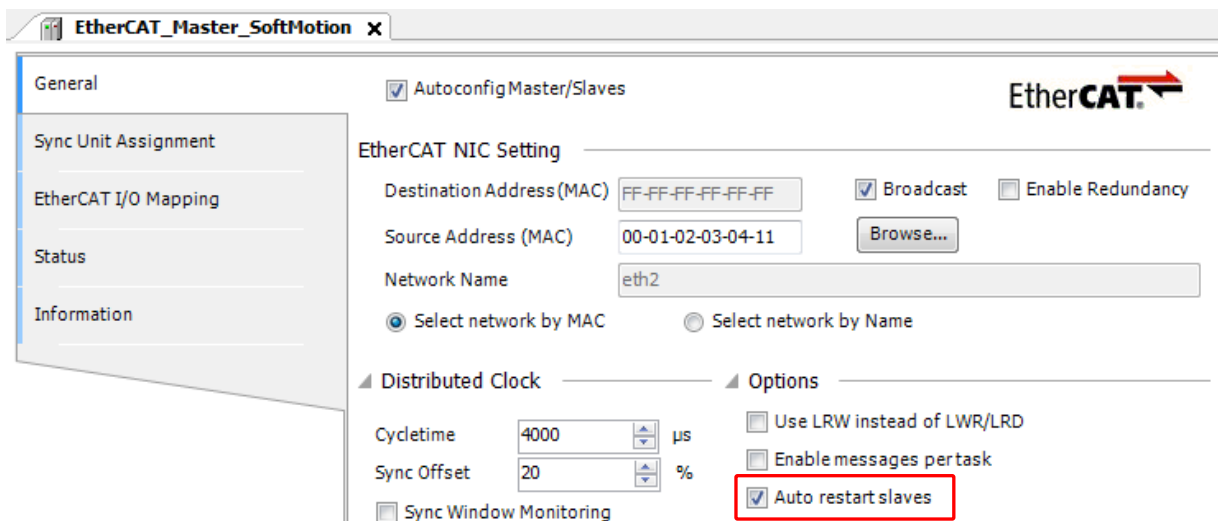 EtherCAT_Master_SoftMotion
General
Sync Unit Assignment
EtherCAT I/O Mapping
Status
Information
Autoconfig Master/Slaves
EtherCAT.
EtherCAT NIC Setting
Destination Address (MAC) FF-FF-FF-FF-FF-FF Broadcast Enable Redundancy
Source Address (MAC) 00-01-02-03-04-11 Browse...
Network Name eth2
Select network by MAC Select network by Name
Distributed Clock
Cycletime 4000 µs
Sync Offset 20 %
Sync Window Monitoring
Options
Use LRW instead of LWR/LRD
Enable messages per task
Auto restart slaves